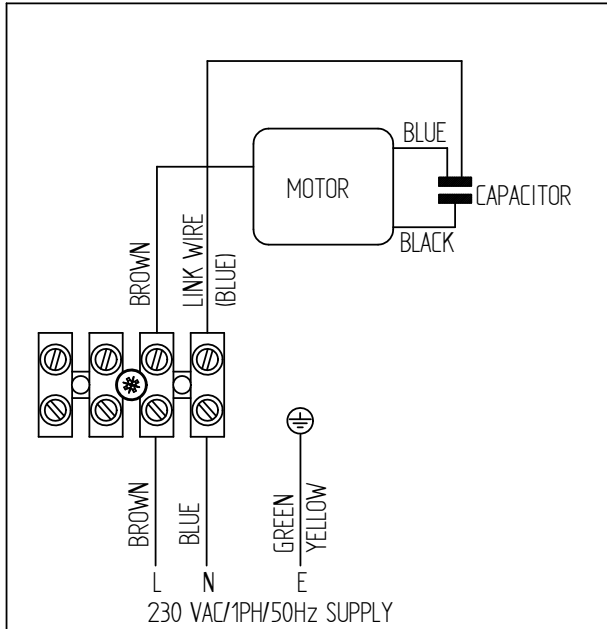 BLUE
MOTOR
CAPACITOR
BLACK
BROWN
LINK WIRE
(BLUE)
BROWN
BLUE
GREEN
YELLOW
L N E
230 VAC/1PH/50Hz SUPPLY